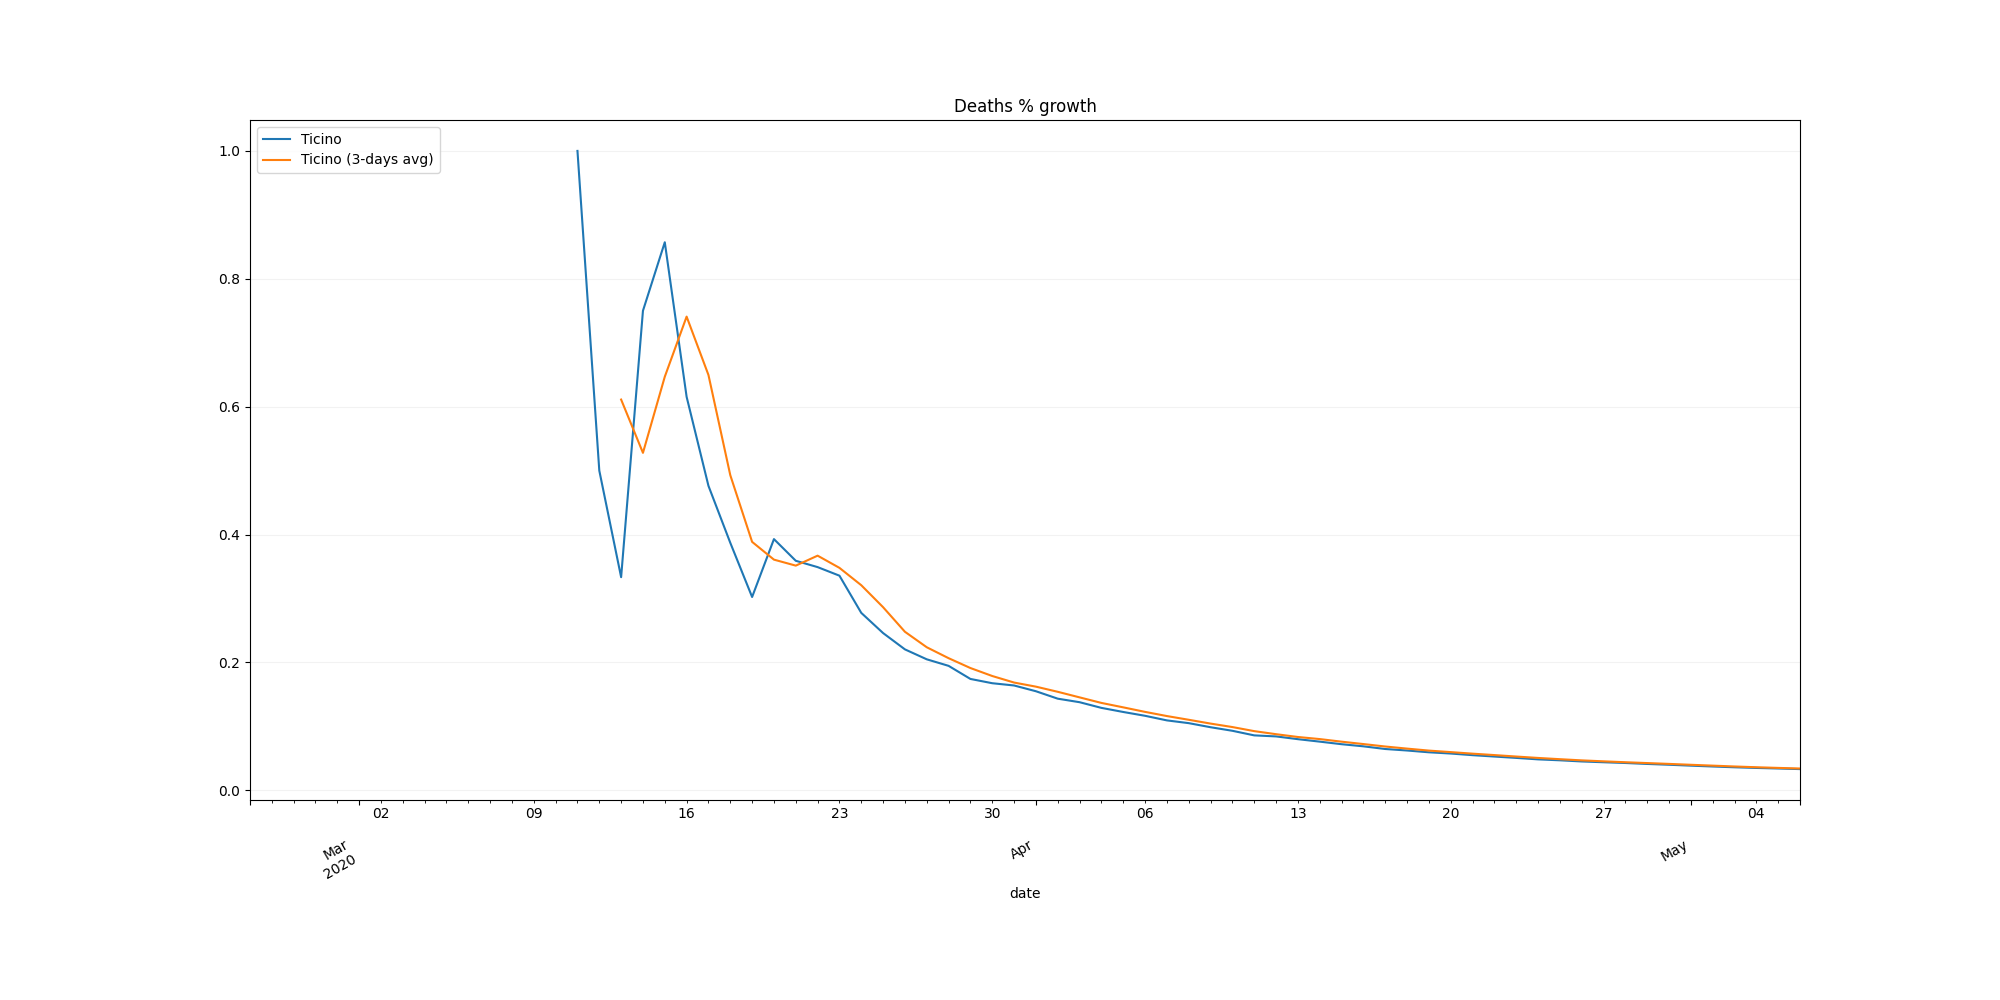 Deaths % growth
Ticino
Ticino (3-days avg)
1.0
0.8
0.6
0.4
0.2
0.0
02 09 16 23 30 06 13 20 27 04
Mar Apr May
2020
date